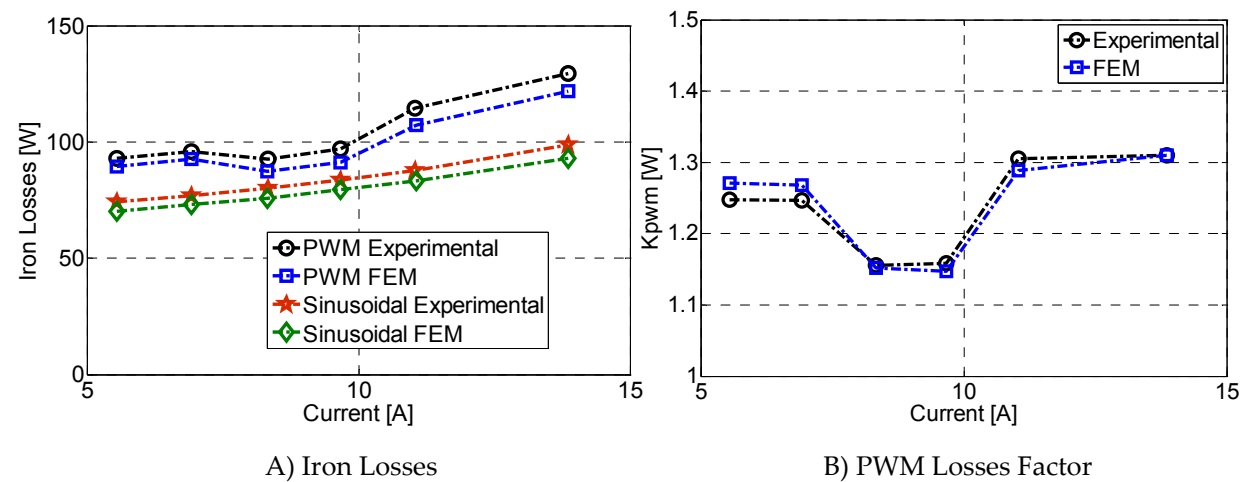 150
100
50
0
5
10
15
Iron Losses [W]
Current [A]
PWM Experimental
PWM FEM
Sinusoidal Experimental
Sinusoidal FEM
A) Iron Losses
1.5
1.4
1.3
1.2
1.1
1
5
10
15
Kpwm [W]
Current [A]
Experimental
FEM
B) PWM Losses Factor